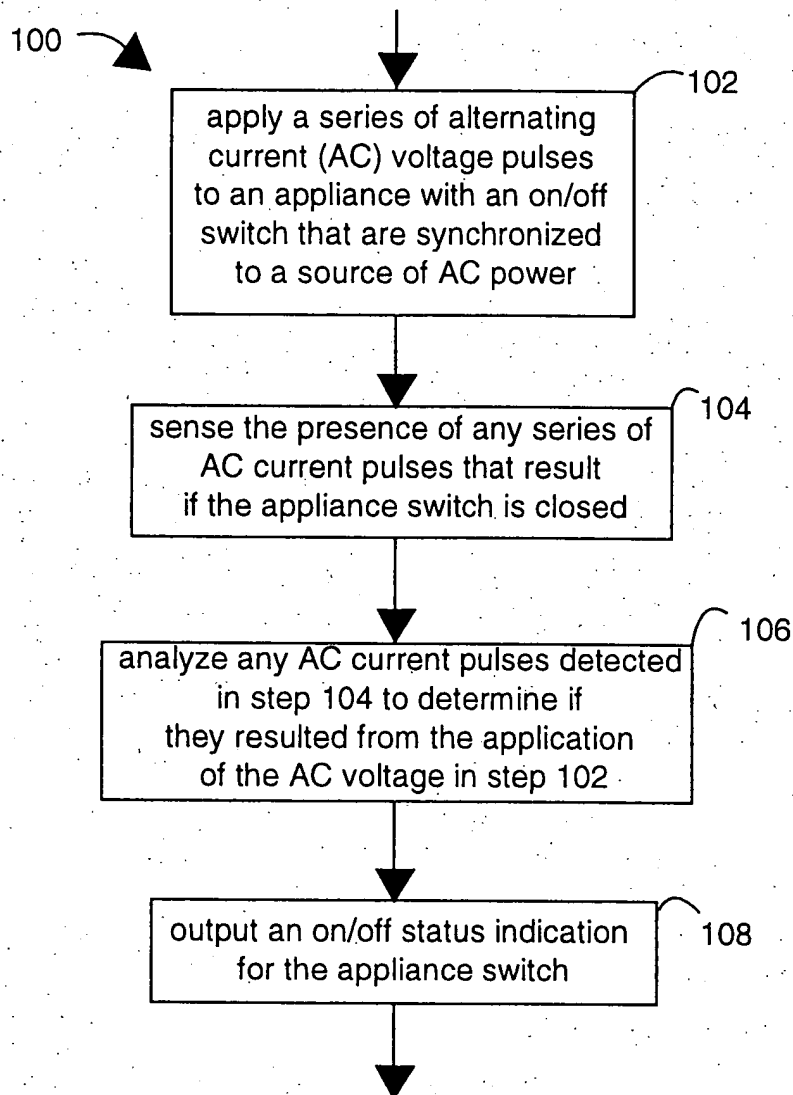 100
102
apply a series of alternating
current (AC) voltage pulses
to an appliance with an on/off
switch that are synchronized
to a source of AC power
104
sense the presence of any series of
AC current pulses that result
if the appliance switch is closed
106
analyze any AC current pulses detected
in step 104 to determine if
they resulted from the application
of the AC voltage in step 102
108
output an on/off status indication
for the appliance switch